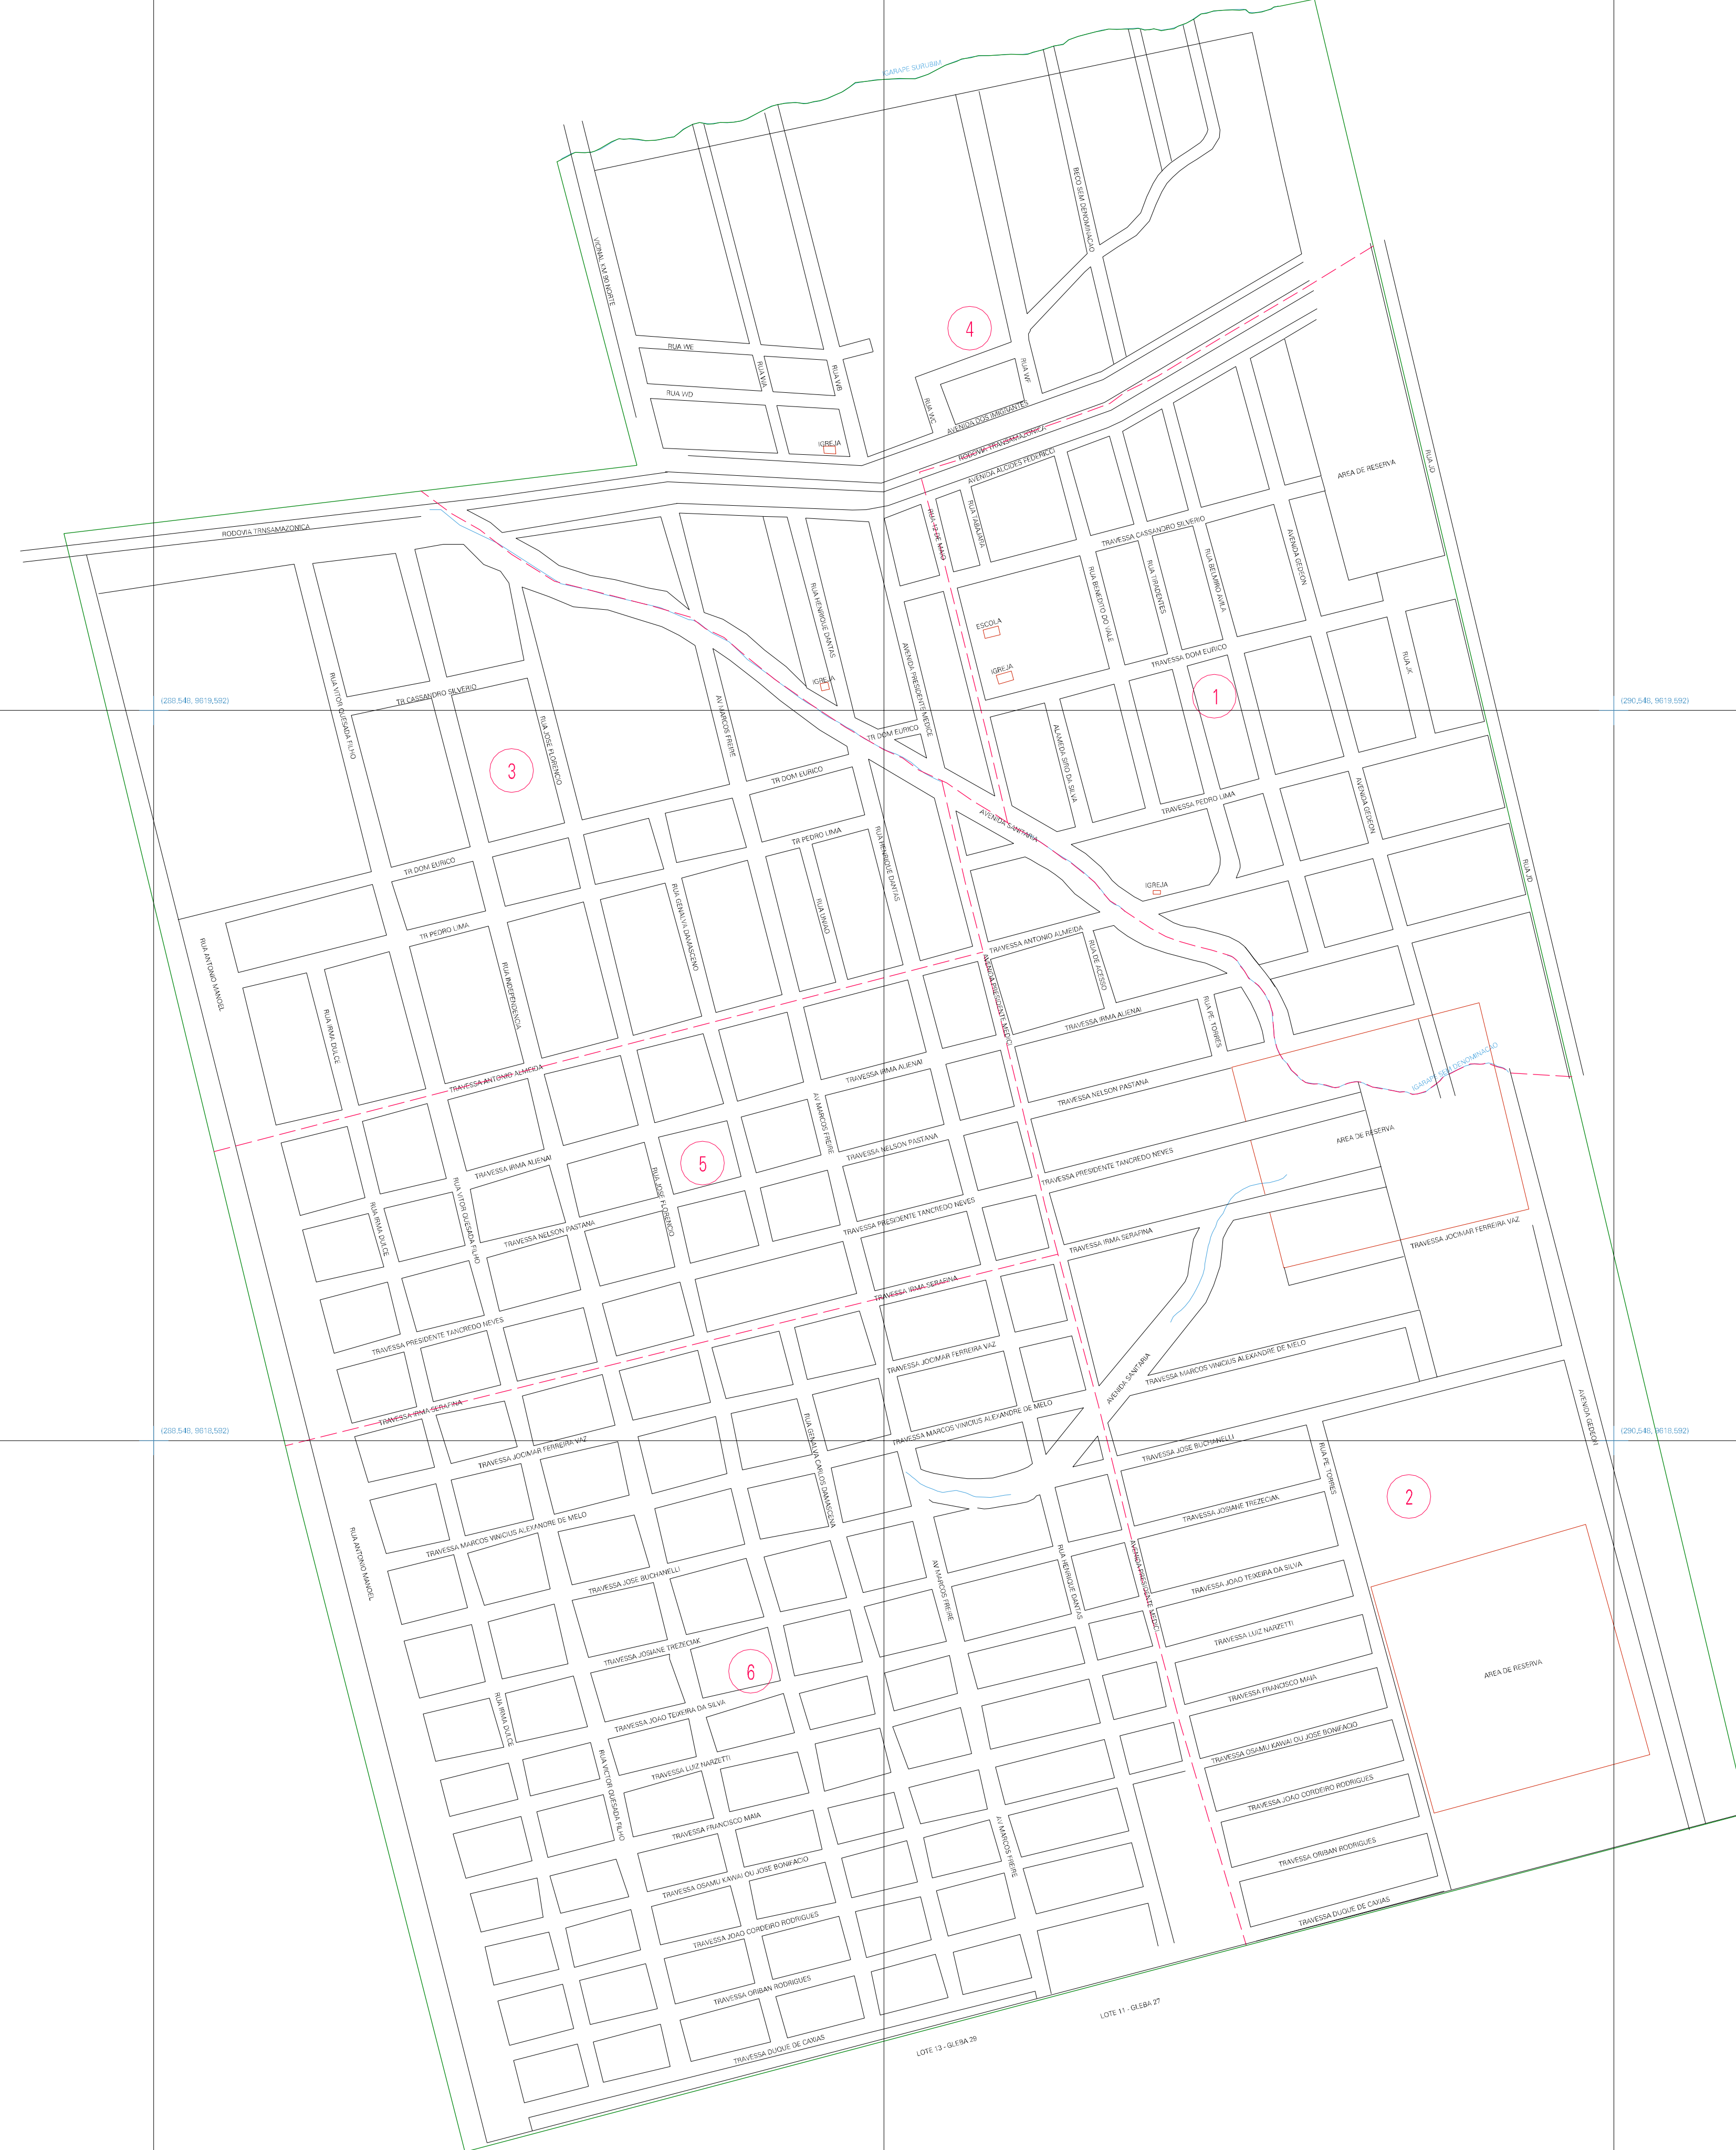 IGARAPE SURUBIM
VICINAL KM 90 NORTE
BECO SEM DENOMINACAO
4
RUA WE
RUA WA
RUA WB
RUA WF
RUA WD
RUA WC
AVENIDA DOS IMIGRANTES
IGREJA
RODOVIA TRANSAMAZONICA
AVENIDA ALCIDES FEDERICCI
AREA DE RESERVA
RUA JD
RODOVIA TRNSAMAZONICA
RUA 12 DE MAIO
RUA TABAJARA
TRAVESSA CASSANDRO SILVERIO
RUA HENRIQUE DANTAS
RUA BENEDITO DO VALE
RUA TIRADENTES
RUA BELMIRO AVILA
AVENIDA GEDEON
ESCOLA
IGREJA
TRAVESSA DOM EURICO
RUA JK
RUA VITOR QUESADA FILHO
TR CASSANDRO SILVERIO
IGREJA
AVENIDA PRESIDENTE MEDICE
1
(288,548, 9619,592)
(290,548, 9619,592)
RUA JOSE FLORENCIO
AV MARCOS FREIRE
TR DOM EURICO
ALAMEDA SIRO DA SILVA
3
TR DOM EURICO
TRAVESSA PEDRO LIMA
AVENIDA GEDEON
AVENIDA SANITARIA
TR PEDRO LIMA
RUA HENRIQUE DANTAS
TR DOM EURICO
RUA JD
IGREJA
RUA GENALVA DAMASCENO
RUA UNIAO
TR PEDRO LIMA
TRAVESSA ANTONIO ALMEIDA
RUA DE ACESIO
RUA ANTONIO MANOEL
RUA INDEPENDENCIA
AVENIDA PRESIDENTE MEDICI
RUA IRMA DULCE
TRAVESSA IRMA ALIENAI
RUA PE. TORRES
IGARAPE SEM DENOMINACAO
TRAVESSA ANTONIO ALMEIDA
TRAVESSA IRMA ALIENAI
TRAVESSA NELSON PASTANA
AV MARCOS FREIRE
AREA DE RESERVA
TRAVESSA IRMA ALIENAI
5
TRAVESSA NELSON PASTANA
TRAVESSA PRESIDENTE TANCREDO NEVES
RUA JOSE FLORENCIO
RUA VITOR QUESADA FILHO
RUA IRMA DULCE
TRAVESSA NELSON PASTANA
TRAVESSA PRESIDENTE TANCREDO NEVES
TRAVESSA IRMA SERAFINA
TRAVESSA JOCIMAR FERREIRA VAZ
TRAVESSA IRMA SERAFINA
TRAVESSA PRESIDENTE TANCREDO NEVES
TRAVESSA JOCIMAR FERREIRA VAZ
TRAVESSA MARCOS VINICIUS ALEXANDRE DE MELO
AVENIDA SANITARIA
TRAVESSA IRMA SERAFINA
TRAVESSA MARCOS VINICIUS ALEXANDRE DE MELO
AVENIDA GEDEON
(288,548, 9618,592)
(290,548, 9618,592)
TRAVESSA JOCIMAR FERREIRA VAZ
RUA GENALVA CARLOS DAMASCENA
TRAVESSA JOSE BUCHANELLI
RUA PE. TORRES
2
TRAVESSA JOSIANE TREZECIAK
TRAVESSA MARCOS VINICIUS ALEXANDRE DE MELO
RUA ANTONIO MANOEL
TRAVESSA JOSE BUCHANELLI
AV MARCOS FREIRE
RUA HENRIQUE DANTAS
AVENIDA PRESIDENTE MEDICI
TRAVESSA JOAO TEIXEIRA DA SILVA
TRAVESSA LUIZ NARZETTI
TRAVESSA JOSIANE TREZECIAK
6
AREA DE RESERVA
TRAVESSA FRANCISCO MAIA
RUA IRMA DULCE
TRAVESSA JOAO TEIXEIRA DA SILVA
TRAVESSA OSAMU KAWAI OU JOSE BONIFACIO
TRAVESSA LUIZ NARZETTI
RUA VICTOR QUESADA FILHO
TRAVESSA JOAO CORDEIRO RODRIGUES
TRAVESSA FRANCISCO MAIA
AV MARCOS FREIRE
TRAVESSA ORIBAN RODRIGUES
TRAVESSA OSAMU KAWAI OU JOSE BONIFACIO
TRAVESSA DUQUE DE CAXIAS
TRAVESSA JOAO CORDEIRO RODRIGUES
TRAVESSA ORIBAN RODRIGUES
LOTE 11 - GLEBA 27
TRAVESSA DUQUE DE CAXIAS
LOTE 13 - GLEBA 29